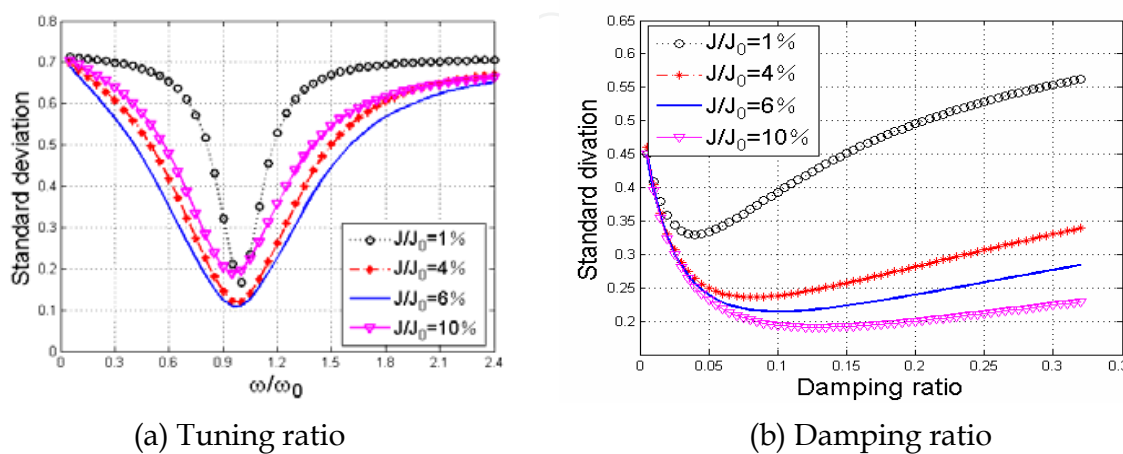 Standard deviation
0.8
0.7
0.6
0.5
0.4
0.3
0.2
0.1
0
0 0.3 0.6 0.9 1.2 1.5 1.8 2.1 2.4
ω/ω0
J/J0=1%
J/J0=4%
J/J0=6%
J/J0=10%
(a) Tuning ratio
Standard divation
0.65
0.6
0.55
0.5
0.45
0.4
0.35
0.3
0.25
0.2
0 0.05 0.1 0.15 0.2 0.25 0.3 0.3
Damping ratio
J/J0=1%
J/J0=4%
J/J0=6%
J/J0=10%
(b) Damping ratio